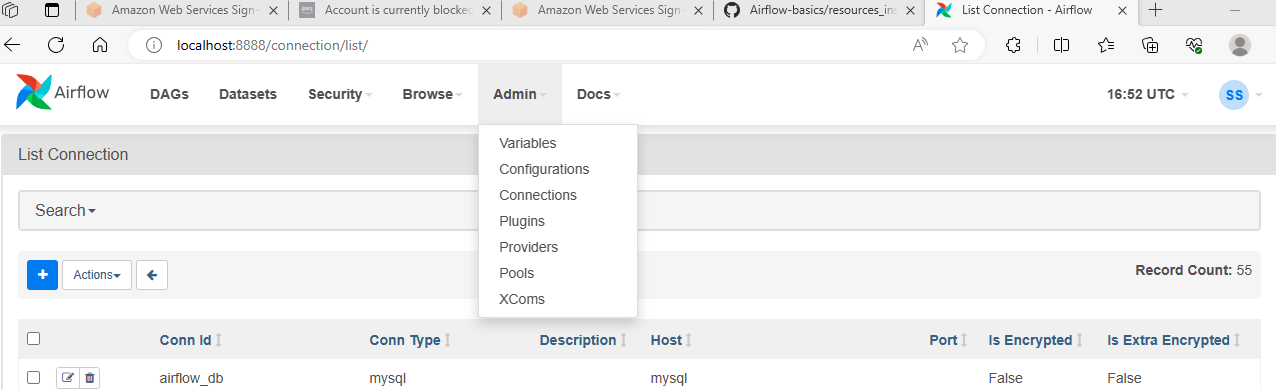 Amazon Web Services Sign-
Account is currently blocked
Amazon Web Services Sign-
Airflow-basics/resources_ins
List Connection - Airflow
localhost:8888/connection/list/
Airflow DAGs Datasets Security Browse Admin Docs 16:52 UTC SS
Variables
List Connection
Configurations
Connections
Search
Plugins
Providers
Actions
Record Count: 55
Pools
XComs
Conn Id Conn Type Description Host Port Is Encrypted Is Extra Encrypted
airflow_db mysql mysql False False